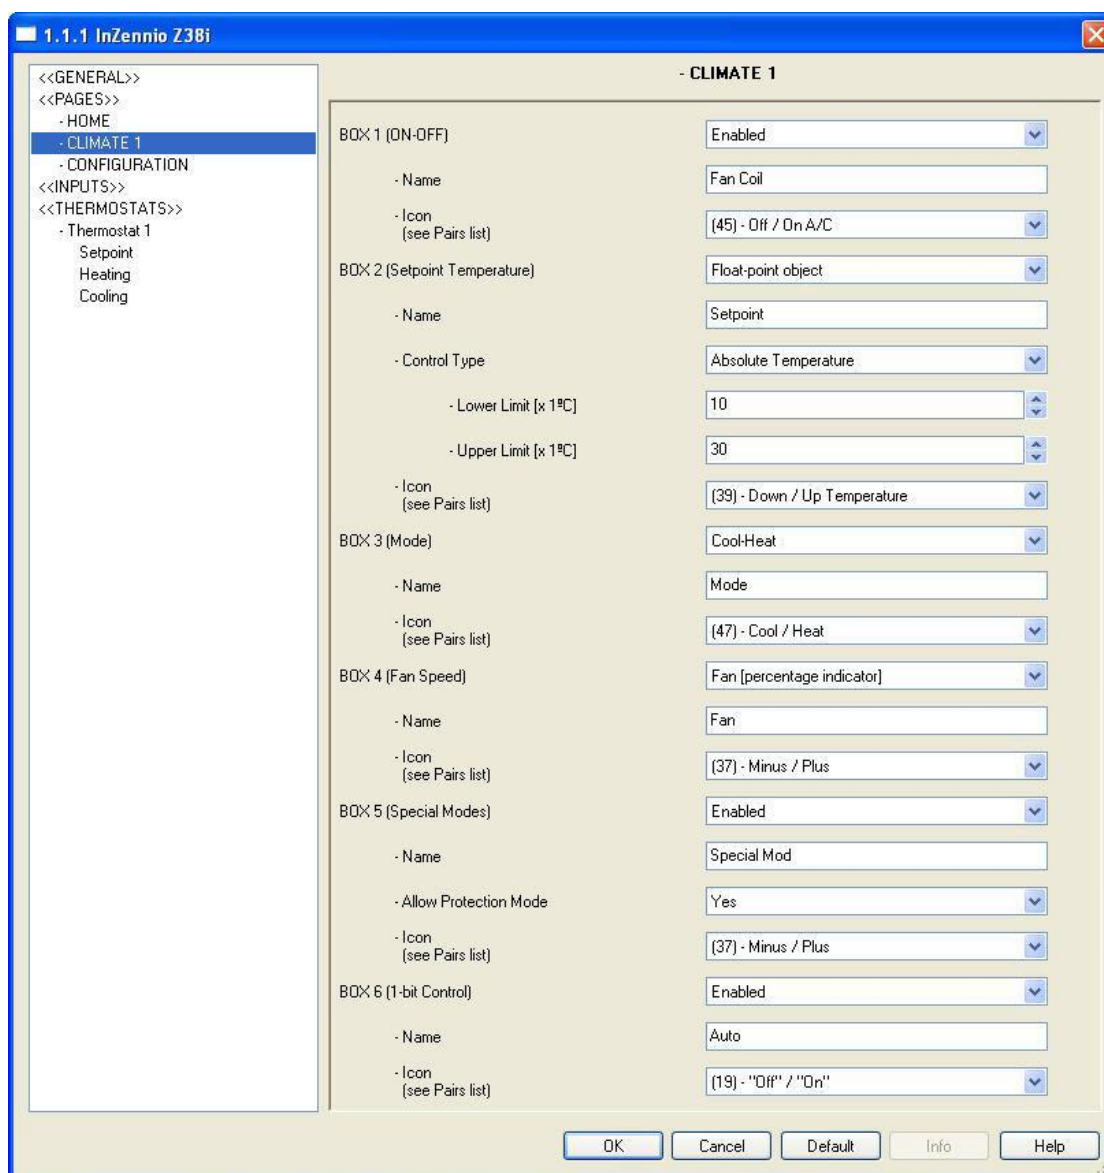 1.1.1 InZennio Z38i
<<GENERAL>>
<<PAGES>>
- HOME
- CLIMATE 1
- CONFIGURATION
<<INPUTS>>
<<THERMOSTATS>>
- Thermostat 1
Setpoint
Heating
Cooling
- CLIMATE 1
BOX 1 (ON-OFF) Enabled
- Name Fan Coil
- Icon
(see Pairs list) (45) - Off / On A/C
BOX 2 (Setpoint Temperature) Float-point object
- Name Setpoint
- Control Type Absolute Temperature
- Lower Limit [x 1ºC] 10
- Upper Limit [x 1ºC] 30
- Icon
(see Pairs list) (39) - Down / Up Temperature
BOX 3 (Mode) Cool-Heat
- Name Mode
- Icon
(see Pairs list) (47) - Cool / Heat
BOX 4 (Fan Speed) Fan [percentage indicator]
- Name Fan
- Icon
(see Pairs list) (37) - Minus / Plus
BOX 5 (Special Modes) Enabled
- Name Special Mod
- Allow Protection Mode Yes
- Icon
(see Pairs list) (37) - Minus / Plus
BOX 6 (1-bit Control) Enabled
- Name Auto
- Icon
(see Pairs list) (19) - "Off" / "On"
OK Cancel Default Info Help